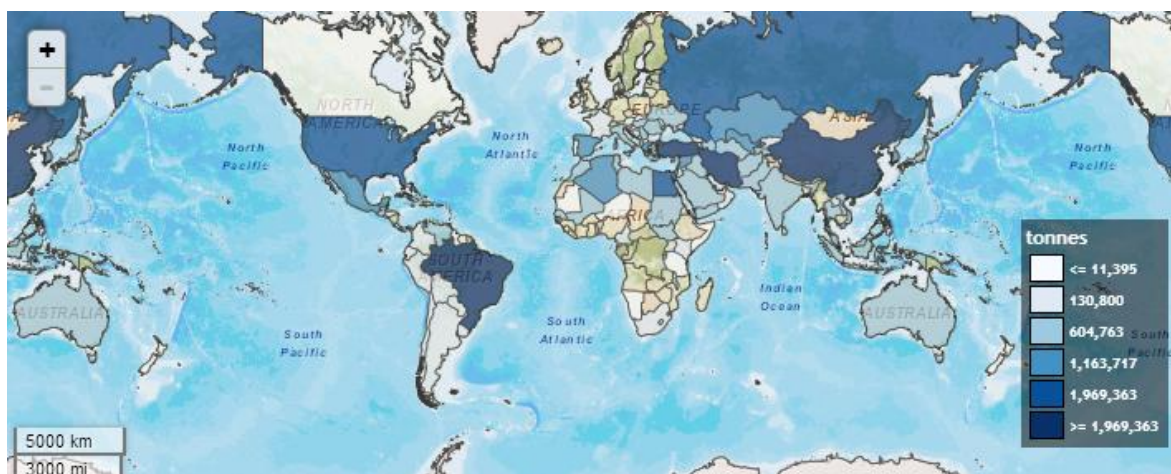 +
-
NORTH
AMERICA
EUROPE
ASIA
North
Pacific
North
Atlantic
North
Pacific
AFRICA
SOUTH
AMERICA
AUSTRALIA
South
Pacific
South
Atlantic
Indian
Ocean
AUSTRALIA
tonnes
<= 11,395
130,800
604,763
1,163,717
1,969,363
>= 1,969,363
5000 km
3000 mi